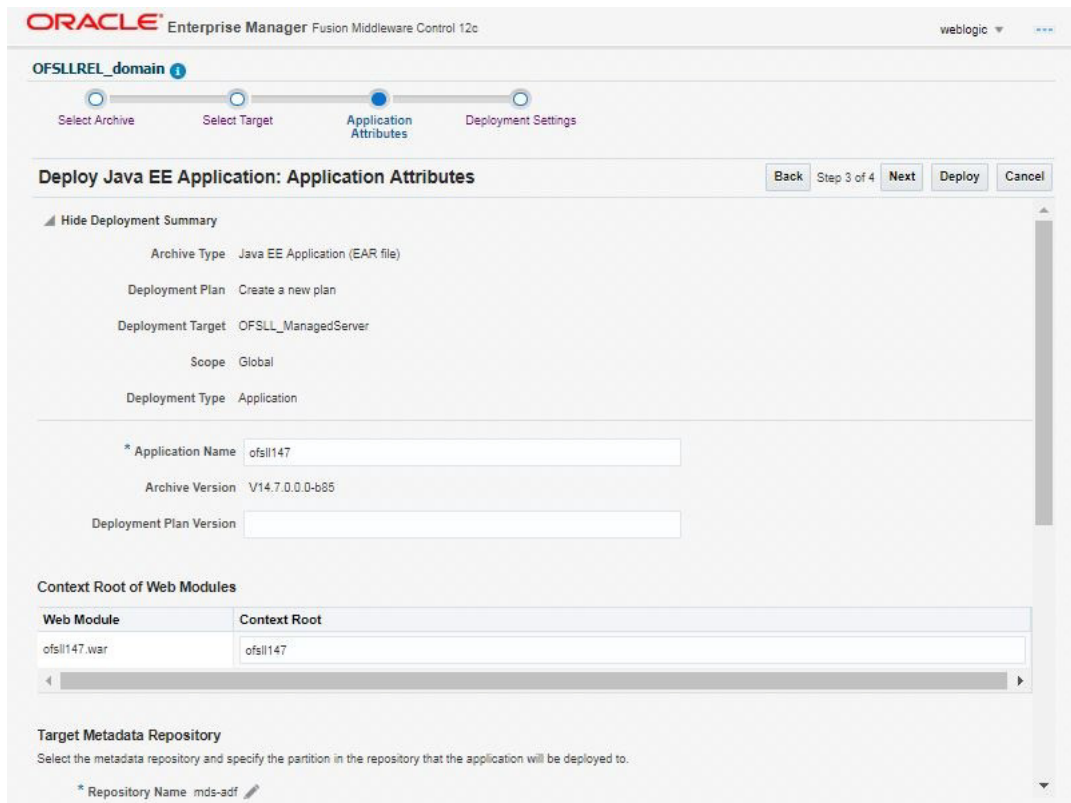 ORACLE® Enterprise Manager Fusion Middleware Control 12c
weblogic
OFSLLREL_domain
Select Archive
Select Target
Application
Attributes
Deployment Settings
Deploy Java EE Application: Application Attributes
Back Step 3 of 4 Next Deploy Cancel
Hide Deployment Summary
Archive Type Java EE Application (EAR file)
Deployment Plan Create a new plan
Deployment Target OFSLL_ManagedServer
Scope Global
Deployment Type Application
* Application Name ofsll147
Archive Version V14.7.0.0.0-b85
Deployment Plan Version
Context Root of Web Modules
Web Module Context Root
ofsll147.war ofsll147
Target Metadata Repository
Select the metadata repository and specify the partition in the repository that the application will be deployed to.
* Repository Name mds-adf